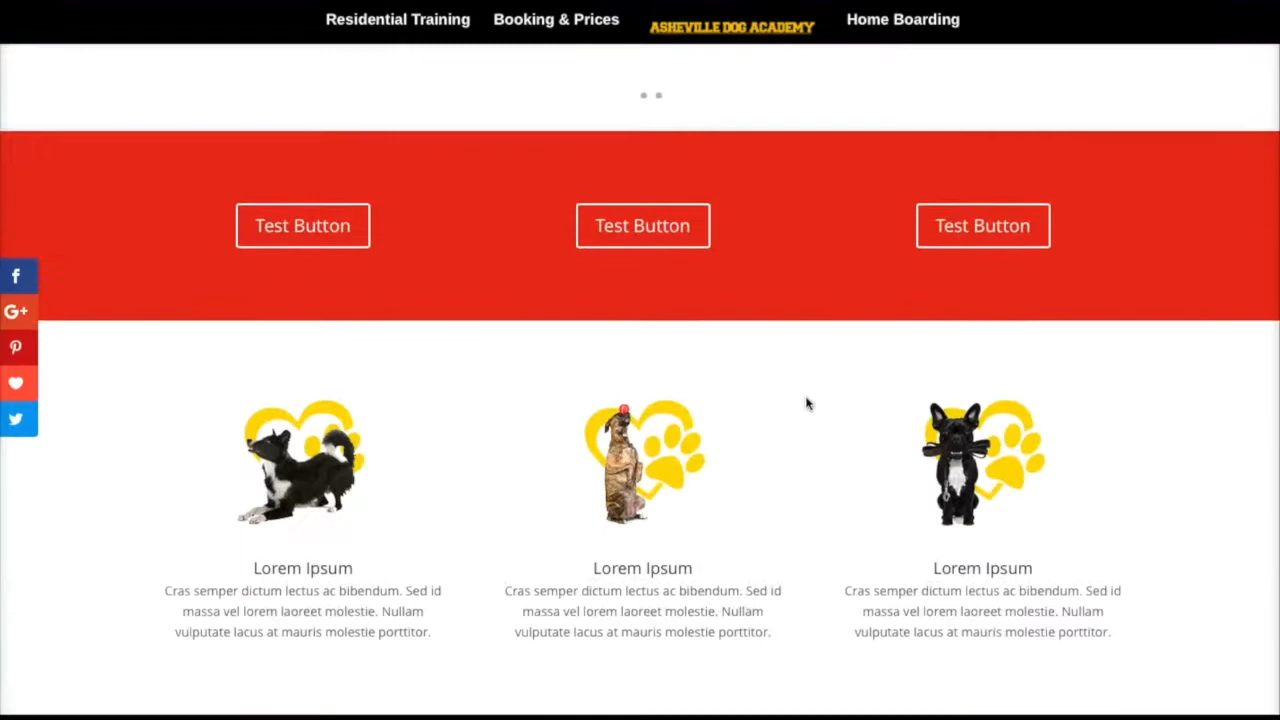 Residential Training Booking & Prices ASHEVILLE DOG ACADEMY Home Boarding
Test Button Test Button Test Button
G+
Lorem Ipsum
Cras semper dictum lectus ac bibendum. Sed id
massa vel lorem laoreet molestie. Nullam
vulputate lacus at mauris molestie porttitor.
Lorem Ipsum
Cras semper dictum lectus ac bibendum. Sed id
massa vel lorem laoreet molestie. Nullam
vulputate lacus at mauris molestie porttitor.
Lorem Ipsum
Cras semper dictum lectus ac bibendum. Sed id
massa vel lorem laoreet molestie. Nullam
vulputate lacus at mauris molestie porttitor.